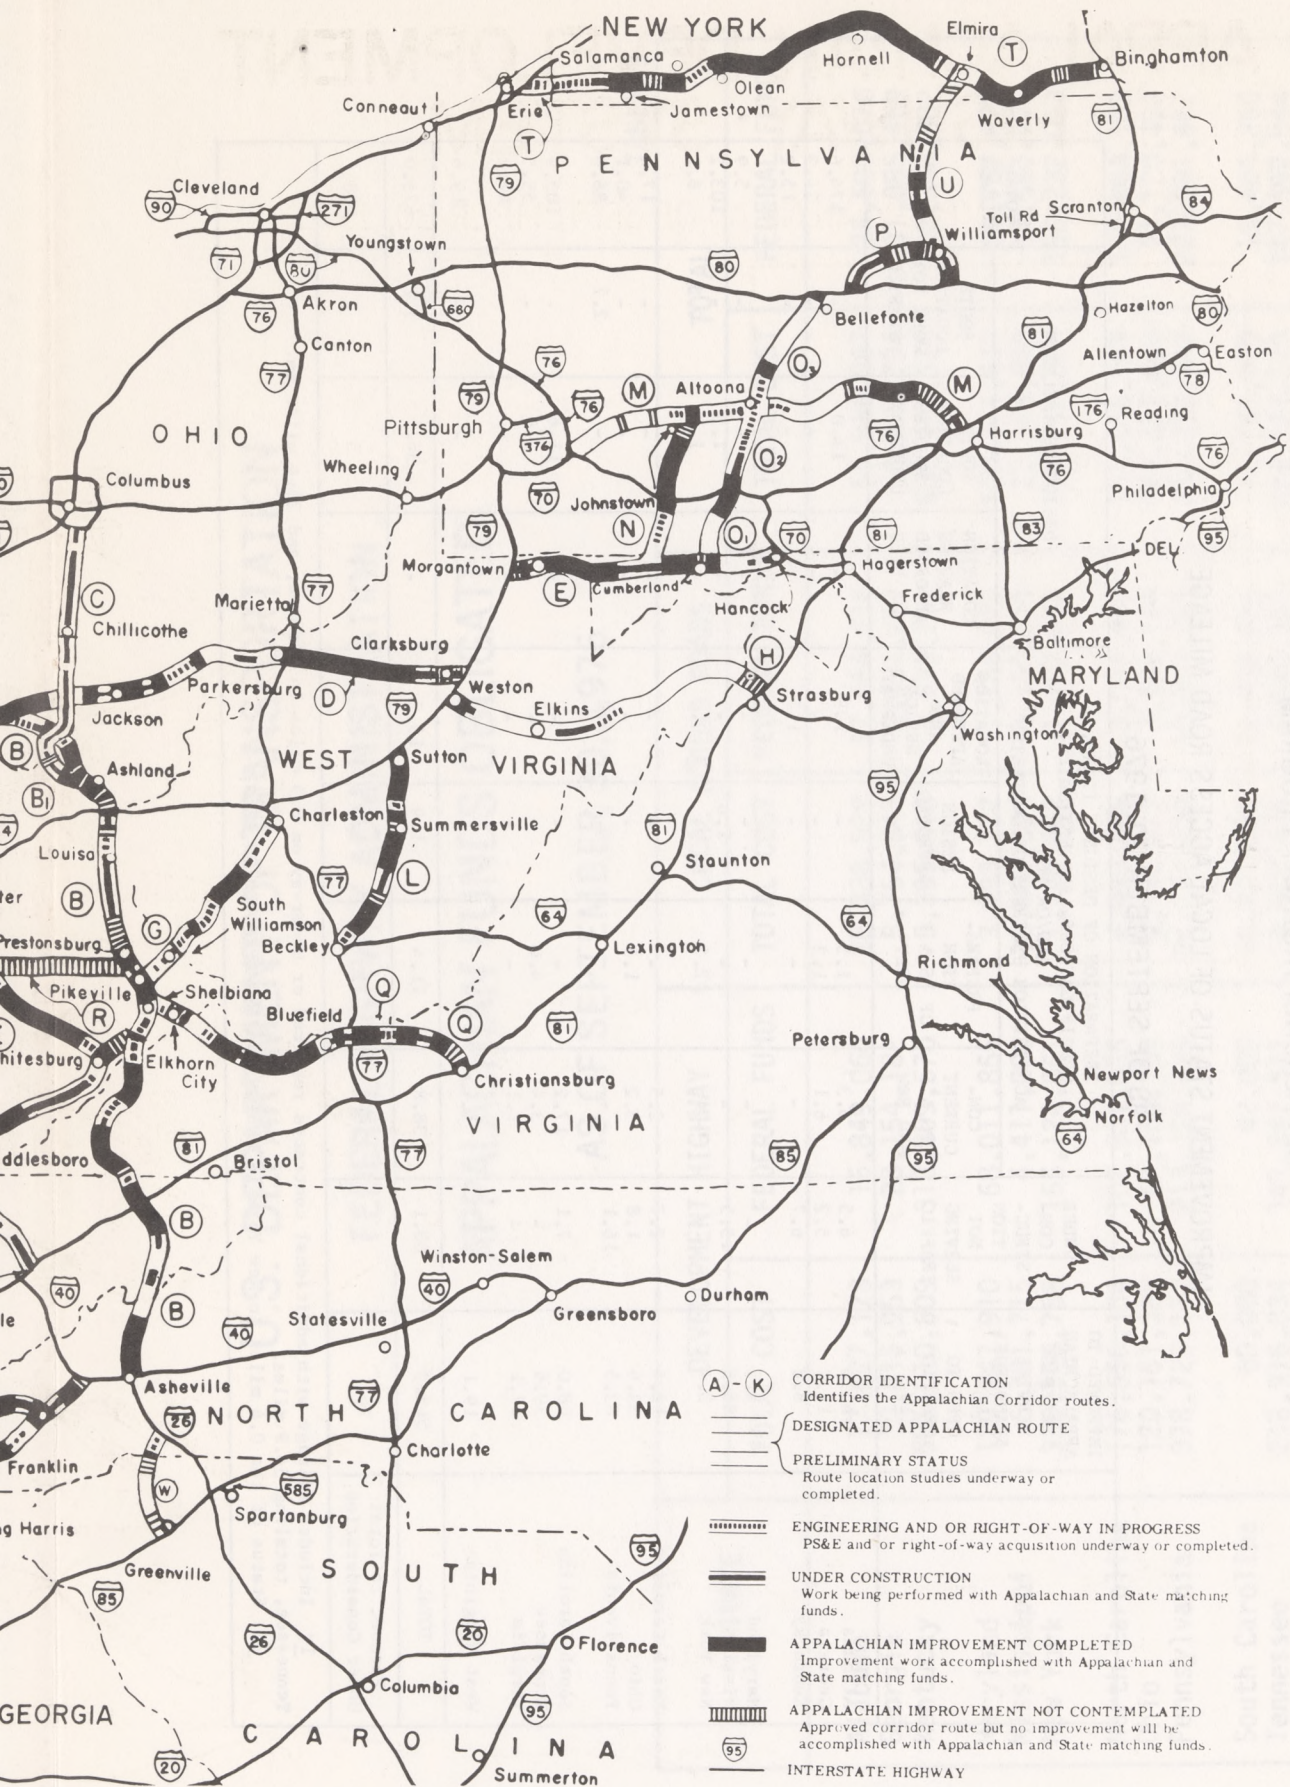 NEW YORK
Elmira
T
Salamanca
Hornell
Binghamton
Olean
Conneaut
Erie
Jamestown
Waverly
81
T
PENNSYLVANIA
79
Cleveland
90
271
U
84
Toll Rd
Scranton
Youngstown
P
Williamsport
71
80
80
Akron
680
Hazelton
76
Bellefonte
80
81
Canton
Allentown
Easton
77
76
O3
78
79
M
Altoona
M
76
176
Reading
OHIO
Pittsburgh
376
76
Harrisburg
Wheeling
O2
76
76
Columbus
70
Philadelphia
Johnstown
79
N
O1
70
81
83
95
DEL
Morgantown
E
Cumberland
Hagerstown
C
77
Marietta
Hancock
Frederick
Chillicothe
Clarksburg
H
Baltimore
MARYLAND
Parkersburg
D
Weston
Strasburg
Jackson
79
Elkins
B
WEST
Sutton
VIRGINIA
Washington
Ashland
B1
95
Charleston
Summersville
81
Louisa
Staunton
B
77
L
South
Williamson
64
64
G
Prestonsburg
Beckley
Lexington
Richmond
Pikeville
Shelbiana
Q
R
Bluefield
Q
81
Petersburg
hitesburg
Elkhorn
City
77
Christiansburg
Newport News
VIRGINIA
Norfolk
64
81
77
85
95
ddlesboro
Bristol
B
Winston-Salem
40
40
B
Statesville
Greensboro
Durham
le
40
Asheville
77
26
NORTH
CAROLINA
Franklin
Charlotte
W
585
ng Harris
Spartanburg
95
Greenville
SOUTH
85
26
20
Florence
Columbia
GEORGIA
95
CAROLINA
20
Summerton
A - K
CORRIDOR IDENTIFICATION
Identifies the Appalachian Corridor routes.
DESIGNATED APPALACHIAN ROUTE
PRELIMINARY STATUS
Route location studies underway or
completed.
ENGINEERING AND OR RIGHT-OF-WAY IN PROGRESS
PS&E and or right-of-way acquisition underway or completed.
UNDER CONSTRUCTION
Work being performed with Appalachian and State matching
funds.
APPALACHIAN IMPROVEMENT COMPLETED
Improvement work accomplished with Appalachian and
State matching funds.
APPALACHIAN IMPROVEMENT NOT CONTEMPLATED
Approved corridor route but no improvement will be
accomplished with Appalachian and State matching funds.
95
INTERSTATE HIGHWAY